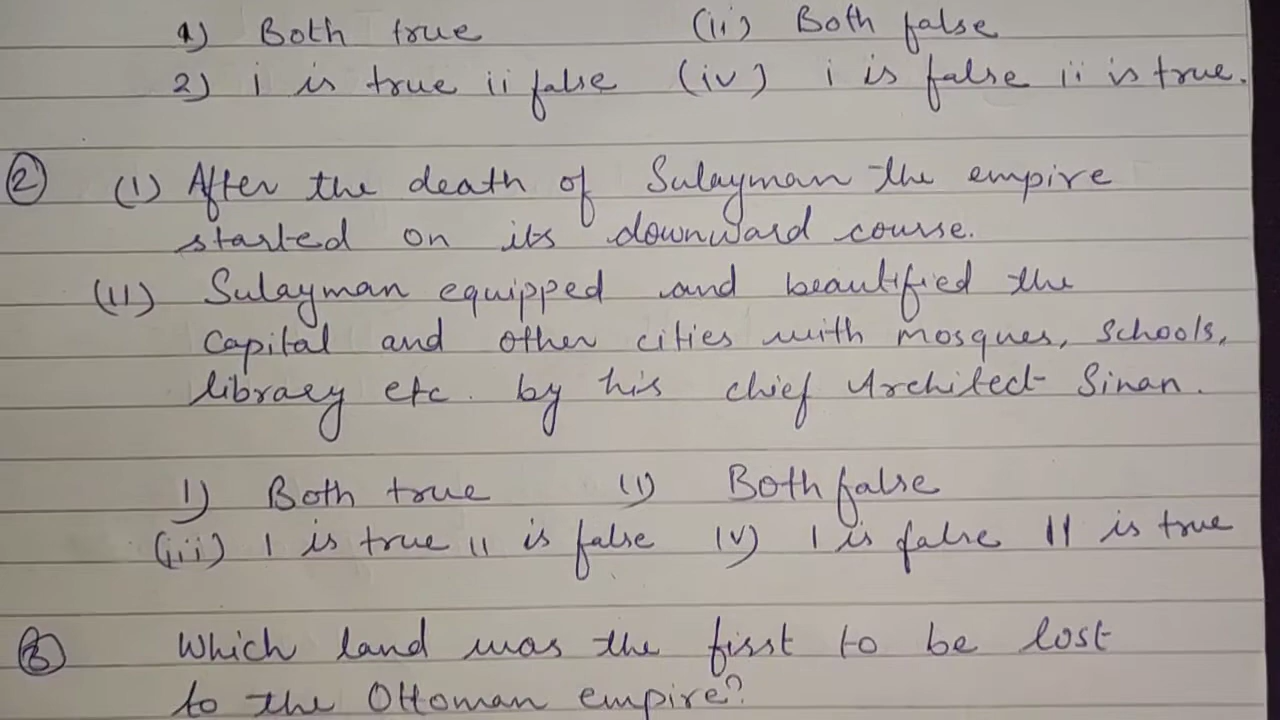 1) Both true (ii) Both false
2) i is true ii false (iv) i is false ii is true.
② (1) After the death of Sulayman the empire
started on its downward course.
(11) Sulayman equipped and beautified the
capital and other cities with mosques, schools,
library etc. by his chief Architect Sinan.
1) Both true (1) Both false
(iii) 1 is true 11 is false IV) 1 is false 11 is true
③ Which land was the first to be lost
to the Ottoman empire?